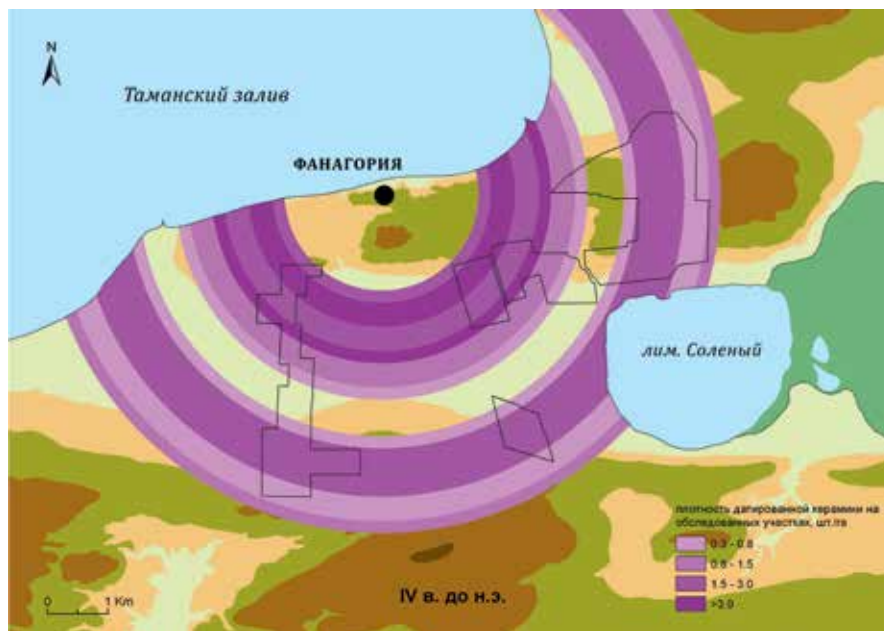 N
Таманский залив
ФАНАГОРИЯ
лим. Соленый
плотность датированной керамики на
обследованных участках, шт./га
0.3 - 0.8
0.8 - 1.5
1.5 - 3.0
>3.0
IV в. до н.э.
0 1 Km